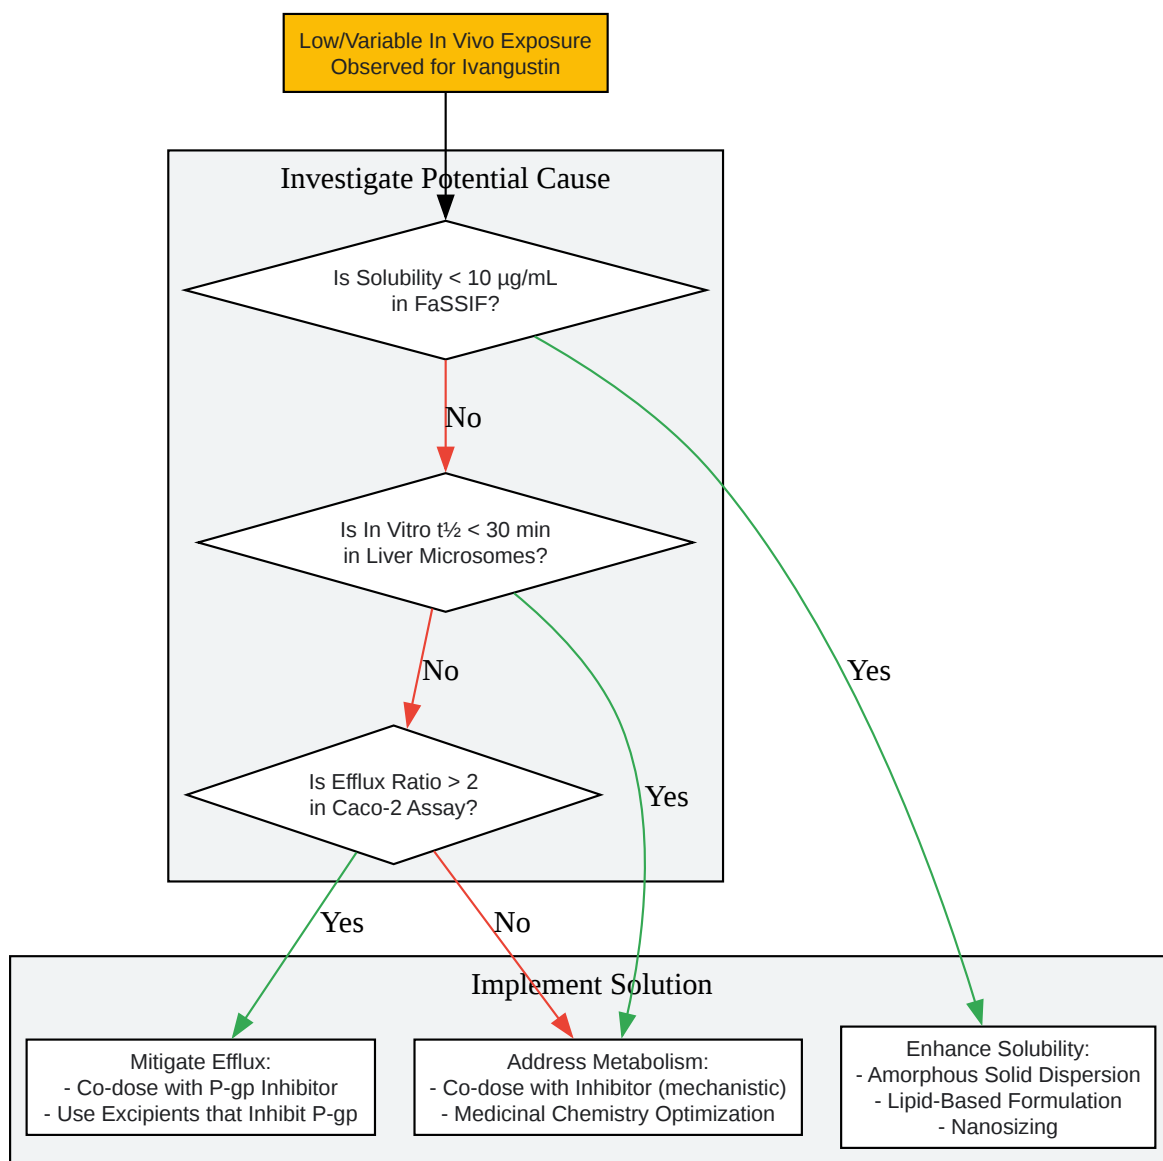 Low/Variable In Vivo Exposure
Observed for Ivangustin
Investigate Potential Cause
Is Solubility < 10 µg/mL
in FaSSIF?
No
Is In Vitro t½ < 30 min
in Liver Microsomes?
No
Yes
Is Efflux Ratio > 2
in Caco-2 Assay?
Yes
Yes
No
Implement Solution
Mitigate Efflux:
- Co-dose with P-gp Inhibitor
- Use Excipients that Inhibit P-gp
Address Metabolism:
- Co-dose with Inhibitor (mechanistic)
- Medicinal Chemistry Optimization
Enhance Solubility:
- Amorphous Solid Dispersion
- Lipid-Based Formulation
- Nanosizing